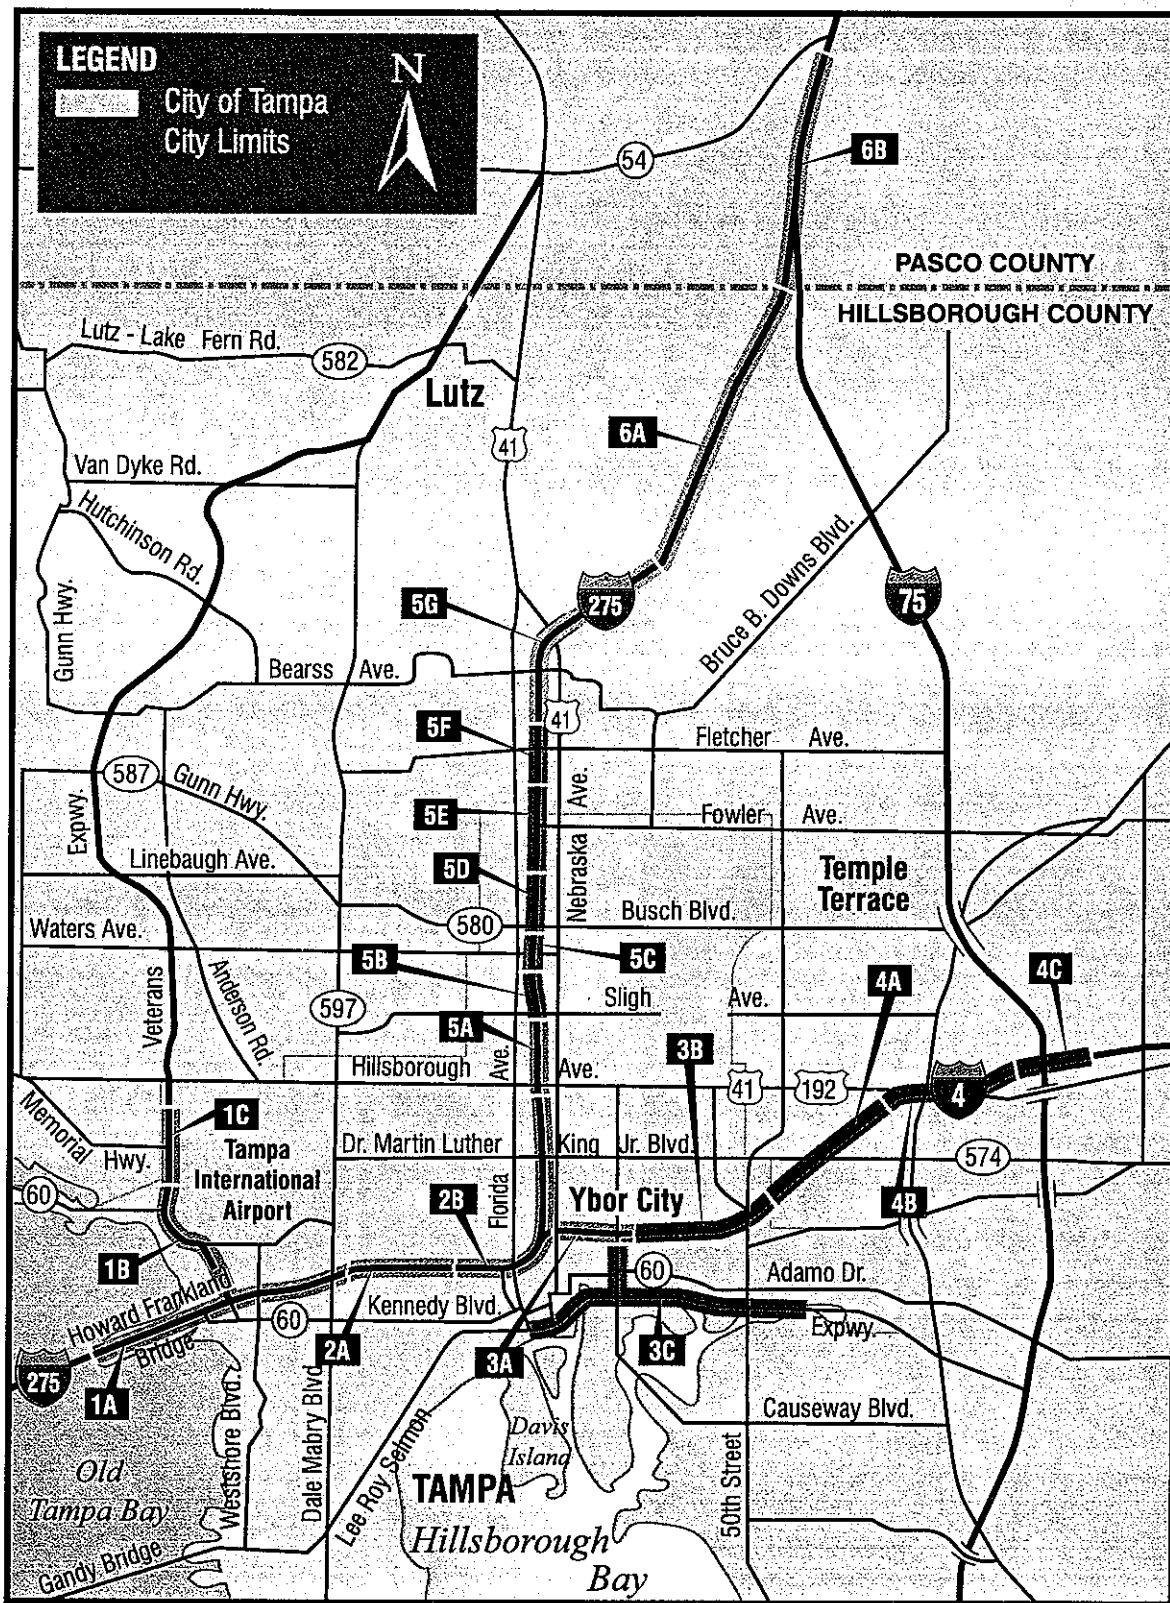 LEGEND
City of Tampa
City Limits
N
54
6B
PASCO COUNTY
HILLSBOROUGH COUNTY
Lutz - Lake Fern Rd.
582
Lutz
41
6A
Van Dyke Rd.
Hutchinson Rd.
Gunn Hwy.
Bruce B. Downs Blvd.
5G
275
75
Bearss Ave.
5F
41
Fletcher Ave.
587
Gunn Hwy.
Expwy.
5E
Ave.
Fowler Ave.
Linebaugh Ave.
5D
Nebraska
Temple
Terrace
Waters Ave.
580
Busch Blvd.
5B
5C
4A
4C
Veterans
Anderson Rd
597
Sligh Ave.
5A
3B
Hillsborough Ave.
Ave.
41
192
4
Memorial
Hwy.
1C
Tampa
International
Airport
Dr. Martin Luther King Jr. Blvd
574
60
2B
Florida
Ybor City
4B
1B
60
Adamo Dr.
Howard Frankland
Bridge
60
Kennedy Blvd.
Expwy.
2A
3A
3C
275
1A
Westshore Blvd.
Dale Mabry Blvd
Lee Roy Selmon
Davis
Island
Causeway Blvd.
50th Street
Old
Tampa Bay
TAMPA
Hillsborough
Bay
Gandy Bridge